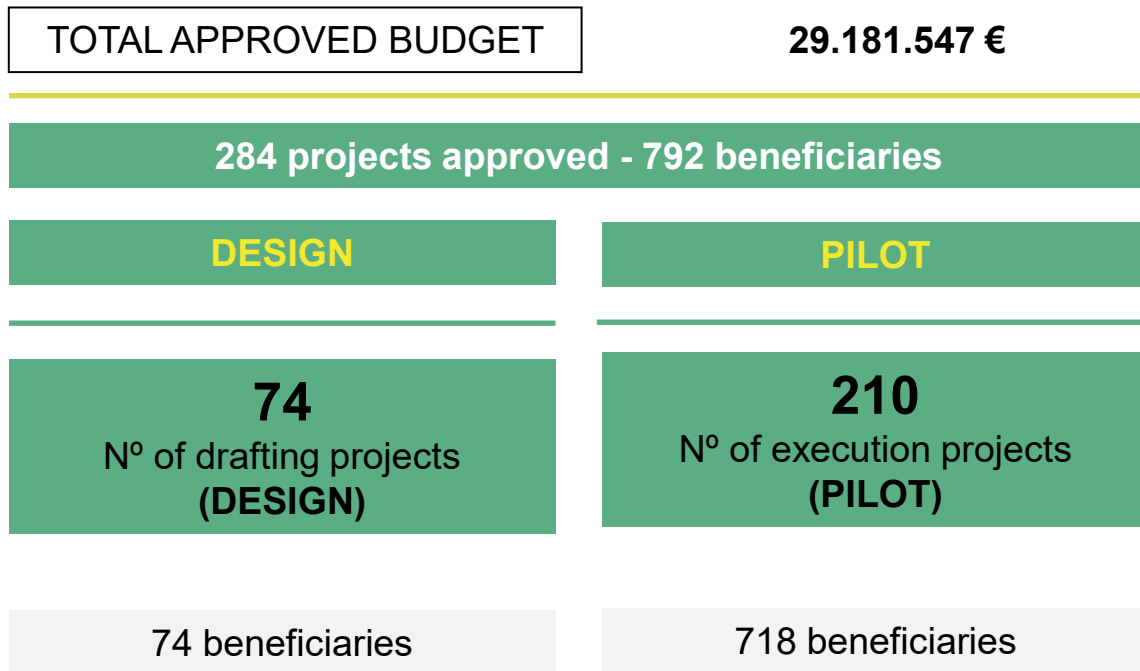 TOTAL APPROVED BUDGET
29.181.547 €
284 projects approved - 792 beneficiaries
DESIGN
PILOT
74
Nº of drafting projects
(DESIGN)
210
Nº of execution projects
(PILOT)
74 beneficiaries
718 beneficiaries